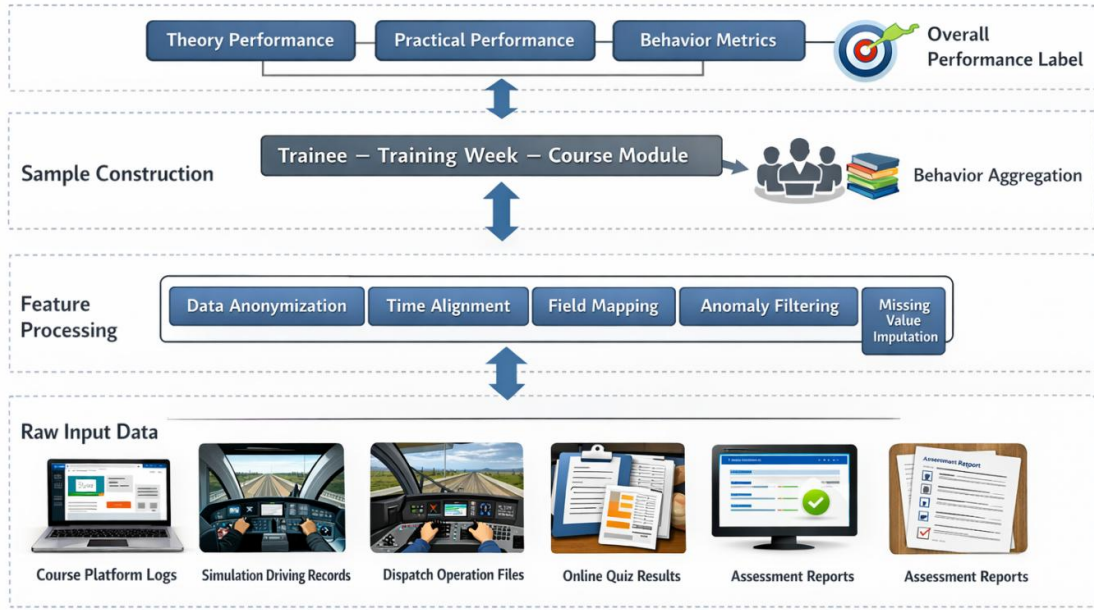 Theory Performance
Practical Performance
Behavior Metrics
Overall
Performance Label
Sample Construction
Trainee – Training Week – Course Module
Behavior Aggregation
Feature
Processing
Data Anonymization
Time Alignment
Field Mapping
Anomaly Filtering
Missing
Value
Imputation
Raw Input Data
Assessment Report
Course Platform Logs
Simulation Driving Records
Dispatch Operation Files
Online Quiz Results
Assessment Reports
Assessment Reports